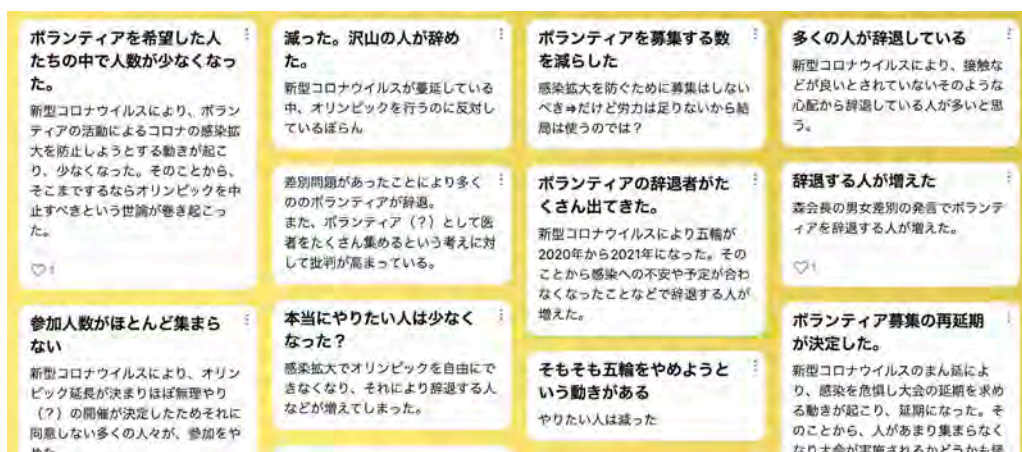 ボランティアを希望した人
たちの中で人数が少なくなっ
た。
新型コロナウイルスにより、ボラン
ティアの活動によるコロナの感染拡
大を防止しようとする動きが起こ
り、少なくなった。そのことから、
そこまでするならオリンピックを中
止すべきという世論が巻き起こっ
た。
1
参加人数がほとんど集まら
ない
新型コロナウイルスにより、オリン
ピック延長が決まりほぼ無理やり
（？）の開催が決定したためそれに
同意しない多くの人々が、参加をや
めた
減った。沢山の人が辞め
た。
新型コロナウイルスが蔓延している
中、オリンピックを行うのに反対し
ているぽらん
差別問題があったことにより多く
ののボランティアが辞退。
また、ボランティア（？）として医
者をたくさん集めるという考えに対
して批判が高まっている。
本当にやりたい人は少なく
なった？
感染拡大でオリンピックを自由にで
きなくなり、それにより辞退する人
などが増えてしまった。
ボランティアを募集する数
を減らした
感染拡大を防ぐために募集はしない
べき⇒だけど労力は足りないから結
局は使うのでは？
ボランティアの辞退者がた
くさん出てきた。
新型コロナウイルスにより五輪が
2020年から2021年になった。その
ことから感染への不安や予定が合わ
なくなったことなどで辞退する人が
増えた。
そもそも五輪をやめようと
いう動きがある
やりたい人は減った
多くの人が辞退している
新型コロナウイルスにより、接触な
どが良いとされていないそのような
心配から辞退している人が多いと思
う。
辞退する人が増えた
森会長の男女差別の発言でボランテ
ィアを辞退する人が増えた。
1
ボランティア募集の再延期
が決定した。
新型コロナウイルスのまん延によ
り、感染を危惧し大会の延期を求め
る動きが起こり、延期になった。そ
のことから、人があまり集まらなく
なり大会が実施されるかどうかも